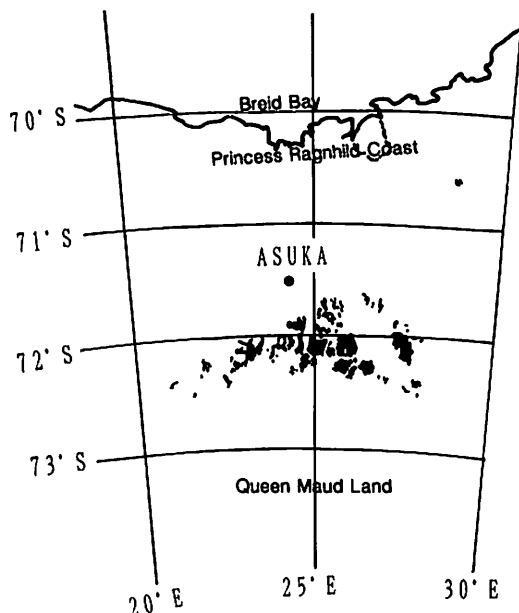 Breid Bay
70° S
Princess Ragnhild Coast
71° S
ASUKA
72° S
73° S
Queen Maud Land
20° E
25° E
30° E